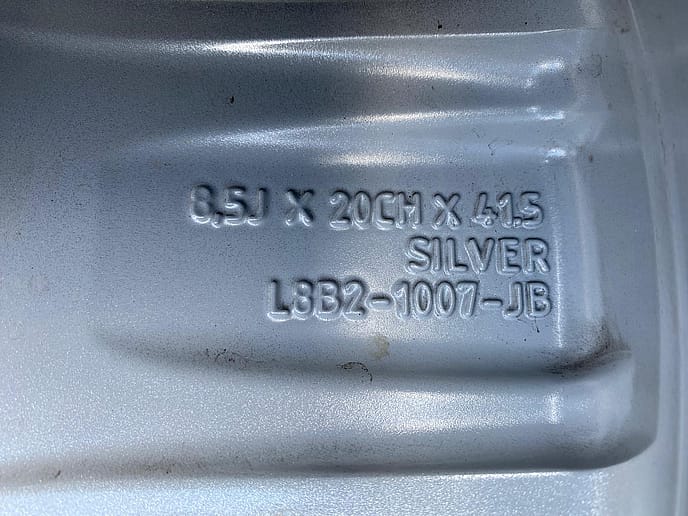 8,5J X 20CH X 41.5
SILVER
L8B2-1007-JB